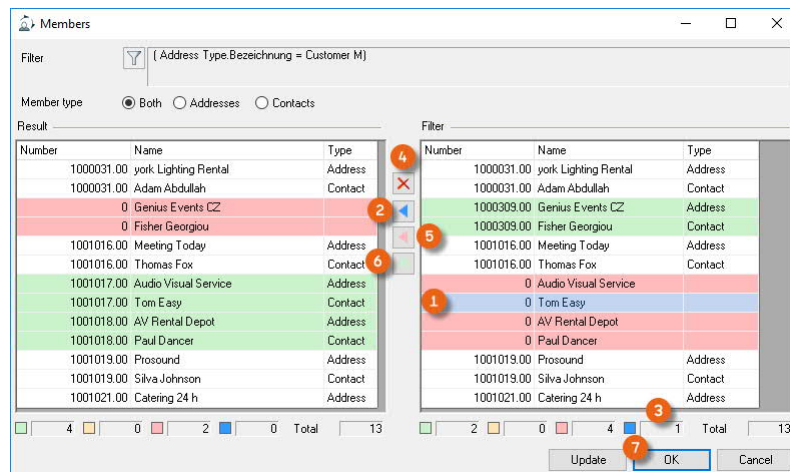 Members
Filter ( Address Type.Bezeichnung = Customer M)
Member type Both Addresses Contacts
Result Filter
Number Name Type Number Name Type
4
1000031.00 york Lighting Rental Address 1000031.00 york Lighting Rental Address
1000031.00 Adam Abdullah Contact 1000031.00 Adam Abdullah Contact
0 Genius Events CZ 2 1000309.00 Genius Events CZ Address
0 Fisher Georgiou 5 1000309.00 Fisher Georgiou Contact
1001016.00 Meeting Today Address 1001016.00 Meeting Today Address
1001016.00 Thomas Fox Contact 6 1001016.00 Thomas Fox Contact
1001017.00 Audio Visual Service Address 0 Audio Visual Service
1001017.00 Tom Easy Contact 1 0 Tom Easy
1001018.00 AV Rental Depot Address 0 AV Rental Depot
1001018.00 Paul Dancer Contact 0 Paul Dancer
1001019.00 Prosound Address 1001019.00 Prosound Address
1001019.00 Silva Johnson Contact 1001019.00 Silva Johnson Contact
1001021.00 Catering 24 h Address 1001021.00 Catering 24 h Address
3
4 0 2 0 Total 13 2 0 4 1 Total 13
7
Update OK Cancel